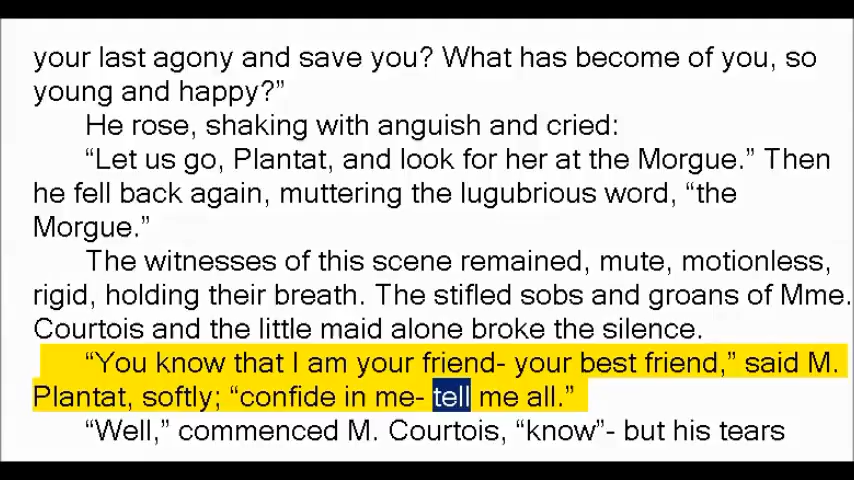 your last agony and save you? What has become of you, so
young and happy?”
He rose, shaking with anguish and cried:
“Let us go, Plantat, and look for her at the Morgue.” Then
he fell back again, muttering the lugubrious word, “the
Morgue.”
The witnesses of this scene remained, mute, motionless,
rigid, holding their breath. The stifled sobs and groans of Mme.
Courtois and the little maid alone broke the silence.
“You know that I am your friend- your best friend,” said M.
Plantat, softly; “confide in me- tell me all.”
“Well,” commenced M. Courtois, “know”- but his tears